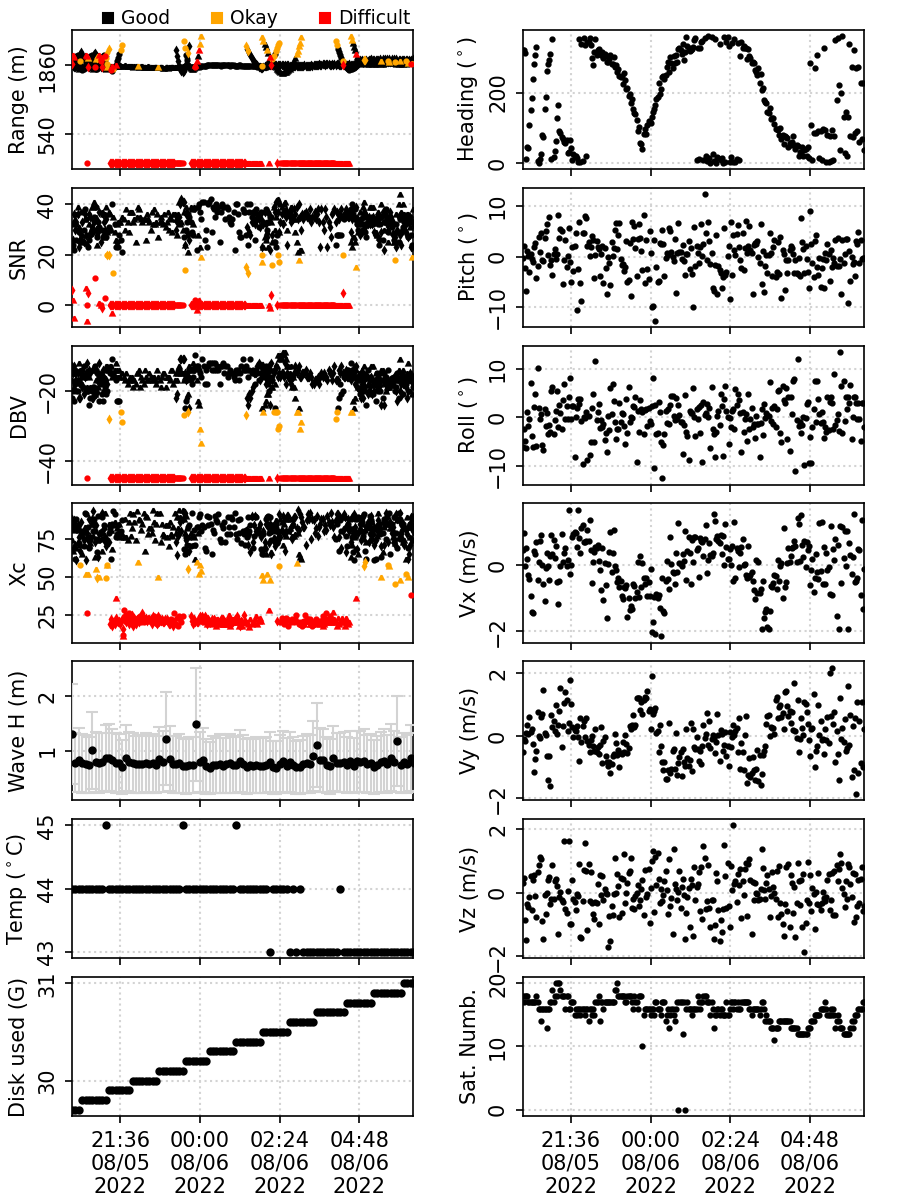 Good Okay Difficult
Range (m)
1860
540
Heading (°)
200
0
SNR
40
20
0
Pitch (°)
10
0
−10
DBV
−20
−40
Roll (°)
10
0
−10
Xc
75
50
25
Vx (m/s)
0
−2
Wave H (m)
2
1
Vy (m/s)
2
0
−2
Temp (°C)
45
44
43
Vz (m/s)
2
0
−2
Disk used (G)
31
30
Sat. Numb.
20
10
0
21:36 00:00 02:24 04:48
08/05 08/06 08/06 08/06
2022 2022 2022 2022
21:36 00:00 02:24 04:48
08/05 08/06 08/06 08/06
2022 2022 2022 2022